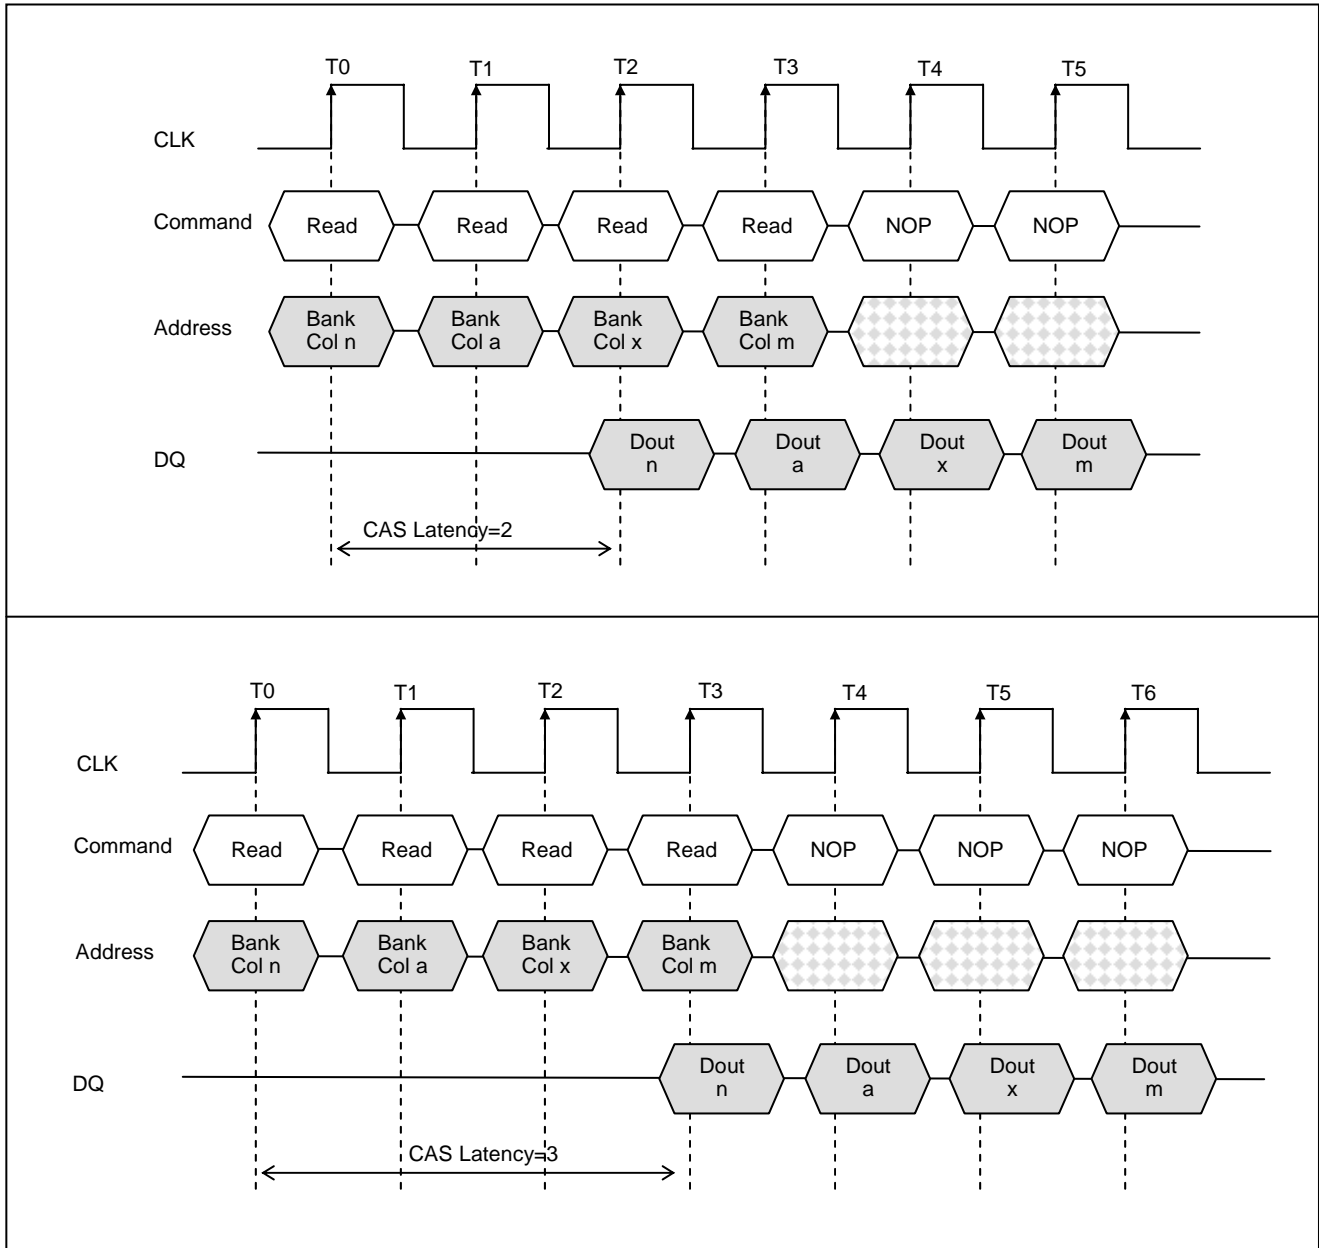 T0 T1 T2 T3 T4 T5
CLK
Command Read Read Read Read NOP NOP
Address
Bank Bank Bank Bank
Col n Col a Col x Col m
DQ
Dout Dout Dout Dout
n a x m
CAS Latency=2
T0 T1 T2 T3 T4 T5 T6
CLK
Command Read Read Read Read NOP NOP NOP
Address
Bank Bank Bank Bank
Col n Col a Col x Col m
DQ
Dout Dout Dout Dout
n a x m
CAS Latency=3